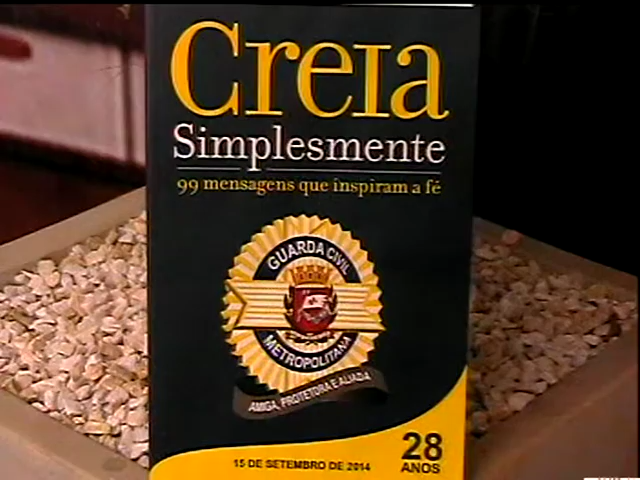 Creia
Simplesmente
99 mensagens que inspiram a fé
GUARDA CIVIL
METROPOLITANA
AMIGA, PROTETORA E ALIADA
28
ANOS
15 DE SETEMBRO DE 2014